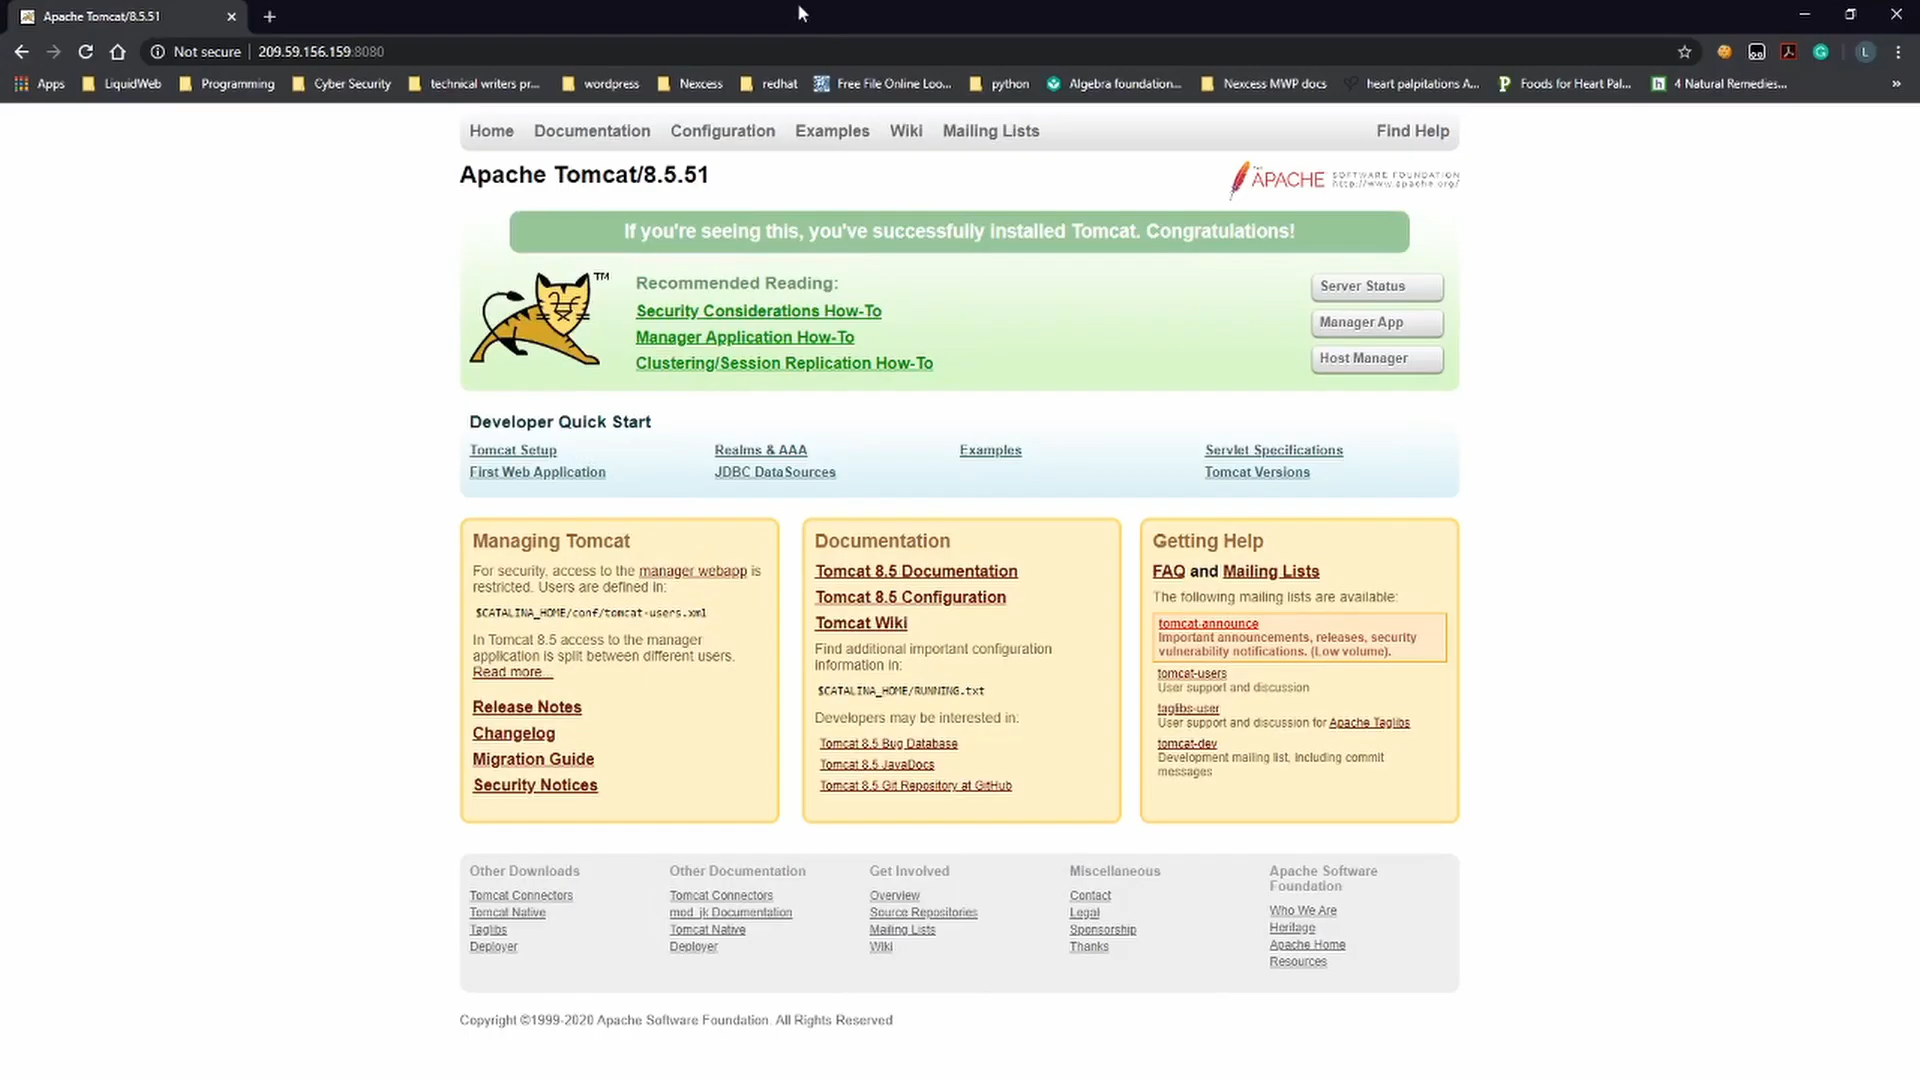 Apache Tomcat/8.5.51
Not secure
209.59.156.159:8080
L
Apps
LiquidWeb
Programming
Cyber Security
technical writers pr...
wordpress
Nexcess
redhat
Free File Online Loo...
python
Algebra foundation...
Nexcess MWP docs
heart palpitations A...
Foods for Heart Pal...
4 Natural Remedies...
»
Home Documentation Configuration Examples Wiki Mailing Lists Find Help
Apache Tomcat/8.5.51
THE APACHE SOFTWARE FOUNDATION
http://www.apache.org/
If you're seeing this, you've successfully installed Tomcat. Congratulations!
TM
Recommended Reading:
Security Considerations How-To
Manager Application How-To
Clustering/Session Replication How-To
Server Status
Manager App
Host Manager
Developer Quick Start
Tomcat Setup
First Web Application
Realms & AAA
JDBC DataSources
Examples
Servlet Specifications
Tomcat Versions
Managing Tomcat
For security, access to the manager webapp is
restricted. Users are defined in:
$CATALINA_HOME/conf/tomcat-users.xml
In Tomcat 8.5 access to the manager
application is split between different users.
Read more...
Release Notes
Changelog
Migration Guide
Security Notices
Documentation
Tomcat 8.5 Documentation
Tomcat 8.5 Configuration
Tomcat Wiki
Find additional important configuration
information in:
$CATALINA_HOME/RUNNING.txt
Developers may be interested in:
Tomcat 8.5 Bug Database
Tomcat 8.5 JavaDocs
Tomcat 8.5 Git Repository at GitHub
Getting Help
FAQ and Mailing Lists
The following mailing lists are available:
tomcat-announce
Important announcements, releases, security
vulnerability notifications. (Low volume).
tomcat-users
User support and discussion
taglibs-user
User support and discussion for Apache Taglibs
tomcat-dev
Development mailing list, including commit
messages
Other Downloads
Tomcat Connectors
Tomcat Native
Taglibs
Deployer
Other Documentation
Tomcat Connectors
mod_jk Documentation
Tomcat Native
Deployer
Get Involved
Overview
Source Repositories
Mailing Lists
Wiki
Miscellaneous
Contact
Legal
Sponsorship
Thanks
Apache Software
Foundation
Who We Are
Heritage
Apache Home
Resources
Copyright ©1999-2020 Apache Software Foundation. All Rights Reserved